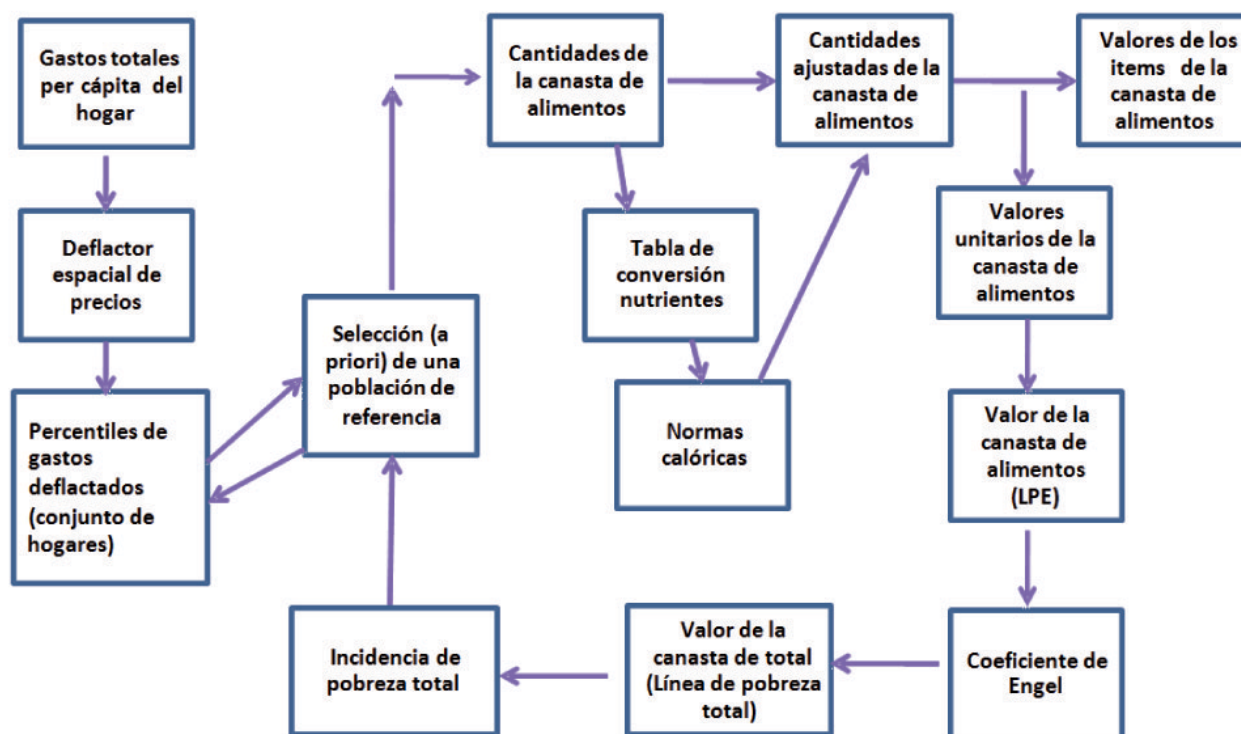 Gastos totales
per cápita del
hogar
Cantidades de
la canasta de
alimentos
Cantidades
ajustadas de la
canasta de
alimentos
Valores de los
items de la
canasta de
alimentos
Deflactor
espacial de
precios
Tabla de
conversión
nutrientes
Valores
unitarios de la
canasta de
alimentos
Selección (a
priori) de una
población de
referencia
Percentiles de
gastos
deflactados
(conjunto de
hogares)
Normas
calóricas
Valor de la
canasta de
alimentos
(LPE)
Incidencia de
pobreza total
Valor de la
canasta de total
(Línea de pobreza
total)
Coeficiente de
Engel